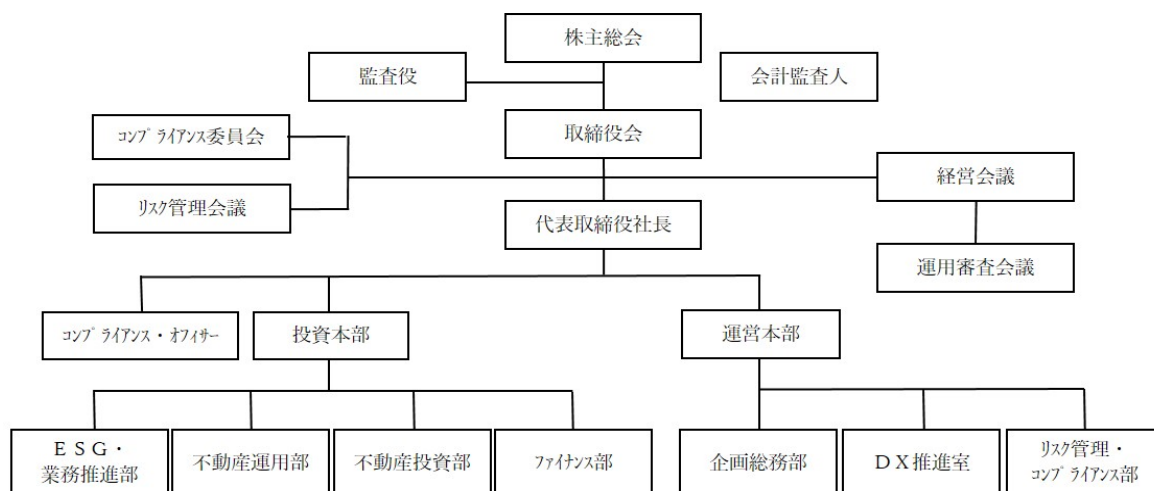 株主総会
監査役
会計監査人
コンプライアンス委員会
取締役会
経営会議
リスク管理会議
代表取締役社長
運用審査会議
コンプライアンス・オフィサー
投資本部
運営本部
ESG・
業務推進部
不動産運用部
不動産投資部
ファイナンス部
企画総務部
DX推進室
リスク管理・
コンプライアンス部